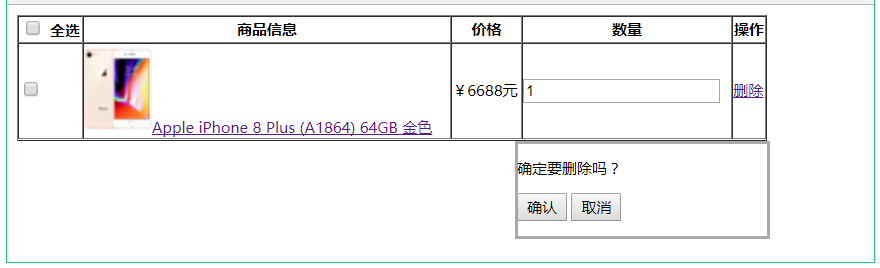 全选 商品信息 价格 数量 操作
Apple iPhone 8 Plus (A1864) 64GB 金色 ￥6688元 1 删除
确定要删除吗？
确认 取消